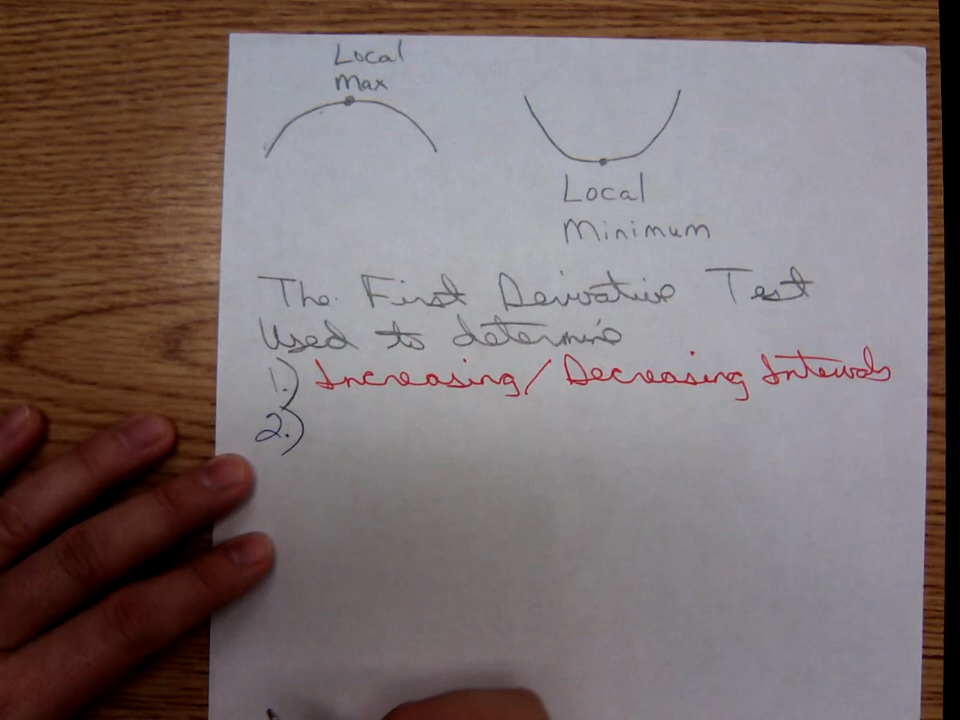 Local
Max
Local
Minimum
The First Derivative Test
Used to determine
1.) Increasing/Decreasing Intervals
2.)